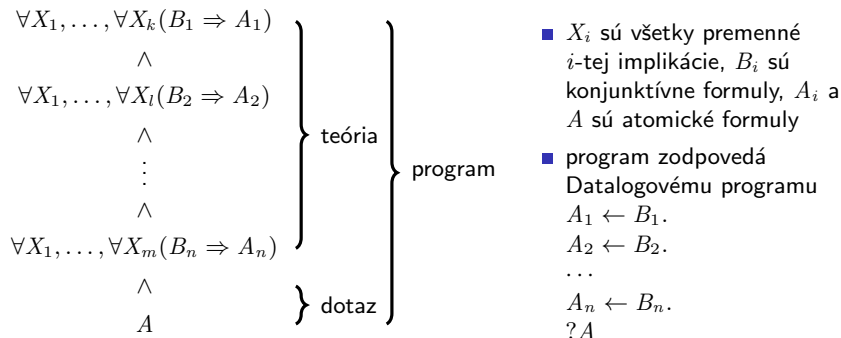 ∀X₁, . . . , ∀Xₖ(B₁ ⇒ A₁)
∧
∀X₁, . . . , ∀Xₗ(B₂ ⇒ A₂)
∧
⋮
∧
∀X₁, . . . , ∀Xₘ(Bₙ ⇒ Aₙ)
∧
A
teória
dotaz
program
Xᵢ sú všetky premenné
i-tej implikácie, Bᵢ sú
konjunktívne formuly, Aᵢ a
A sú atomické formuly
program zodpovedá
Datalogovému programu
A₁ ← B₁.
A₂ ← B₂.
· · ·
Aₙ ← Bₙ.
?A